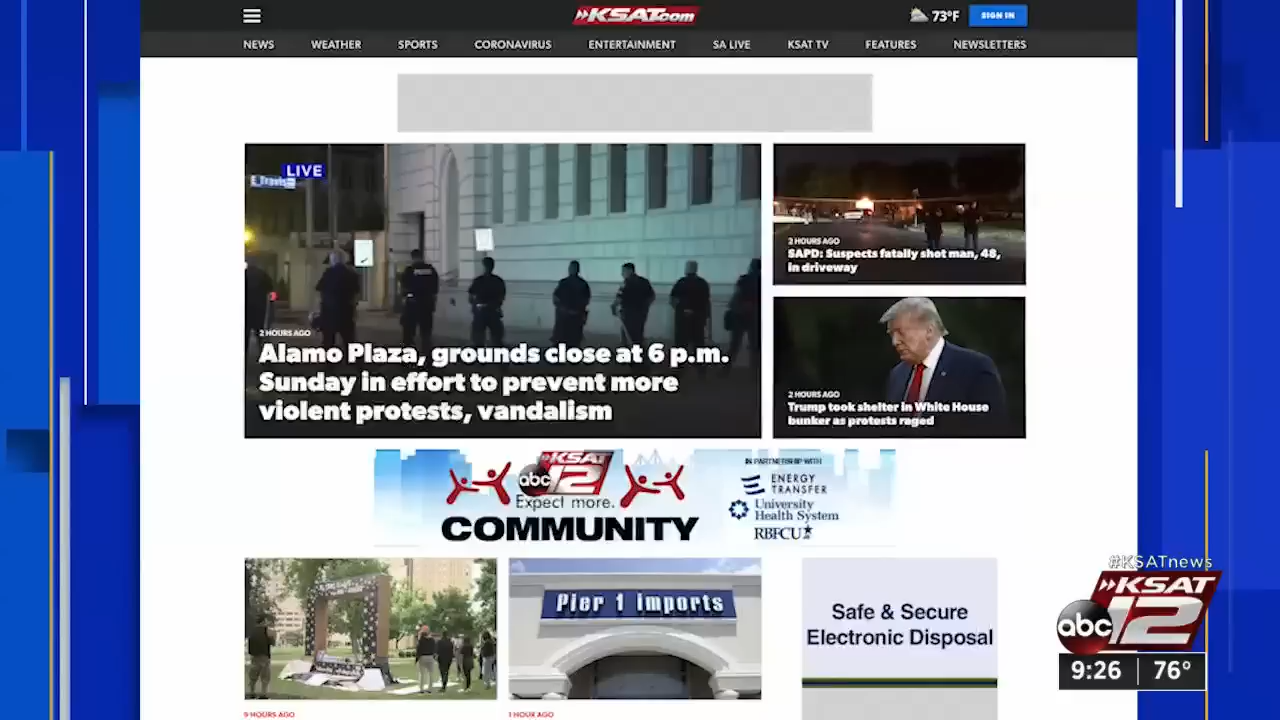 KSAT.com
73°F
SIGN IN
NEWS
WEATHER
SPORTS
CORONAVIRUS
ENTERTAINMENT
SA LIVE
KSAT TV
FEATURES
NEWSLETTERS
LIVE
E Travis
2 HOURS AGO
Alamo Plaza, grounds close at 6 p.m.
Sunday in effort to prevent more
violent protests, vandalism
2 HOURS AGO
SAPD: Suspects fatally shot man, 48,
in driveway
2 HOURS AGO
Trump took shelter in White House
bunker as protests raged
KSAT
abc 12
Expect more.
COMMUNITY
IN PARTNERSHIP WITH
ENERGY
TRANSFER
University
Health System
RBFCU
Pier 1 imports
Safe & Secure
Electronic Disposal
9 HOURS AGO
1 HOUR AGO
#KSATnews
KSAT
abc 12
9:26
76°